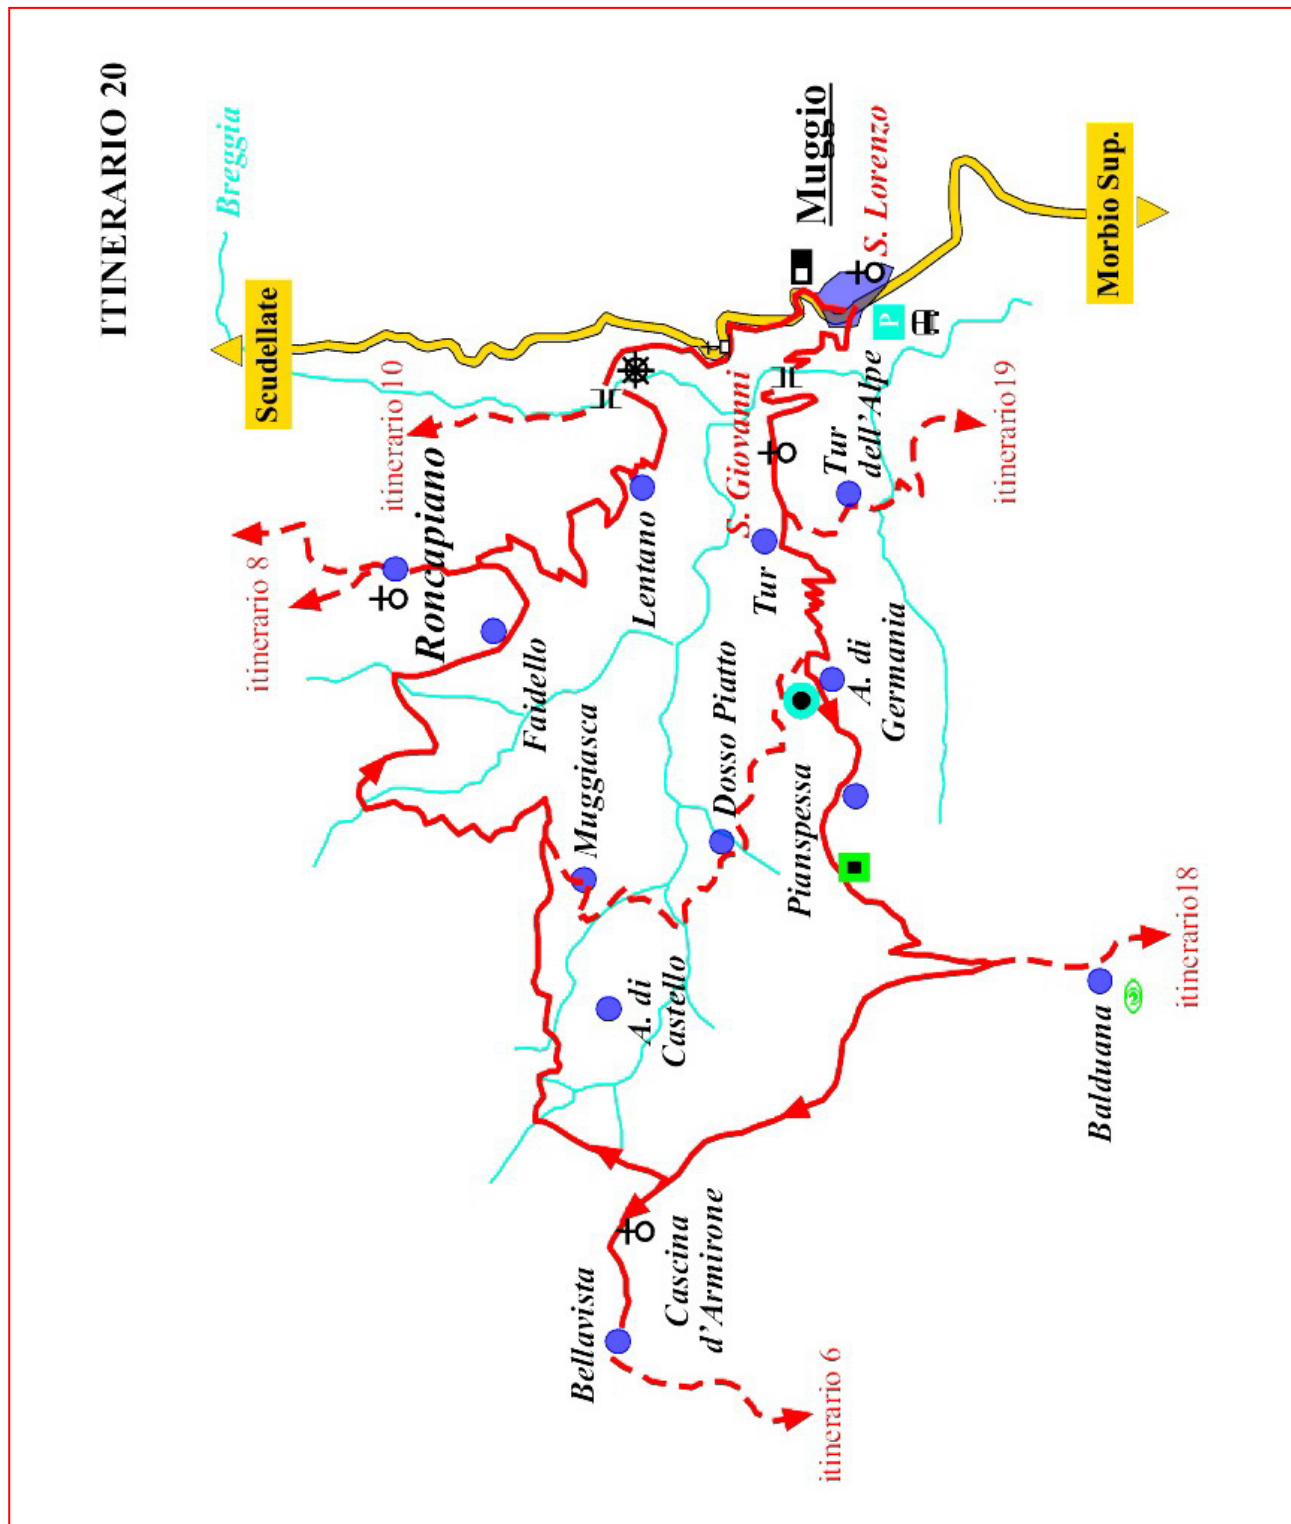 ITINERARIO 20
Breggia
Scudellate
itinerario 10
itinerario 8
Roncapiano
Faidello
Lentano
Muggiasca
A. di
Castello
Dosso Piatto
S. Giovanni
Tur
Muggio
S. Lorenzo
P
Tur
dell'Alpe
A. di
Germania
Pianspessa
itinerario19
Morbio Sup.
Bellavista
Cascina
d'Armirone
itinerario 6
Balduana
itinerario18